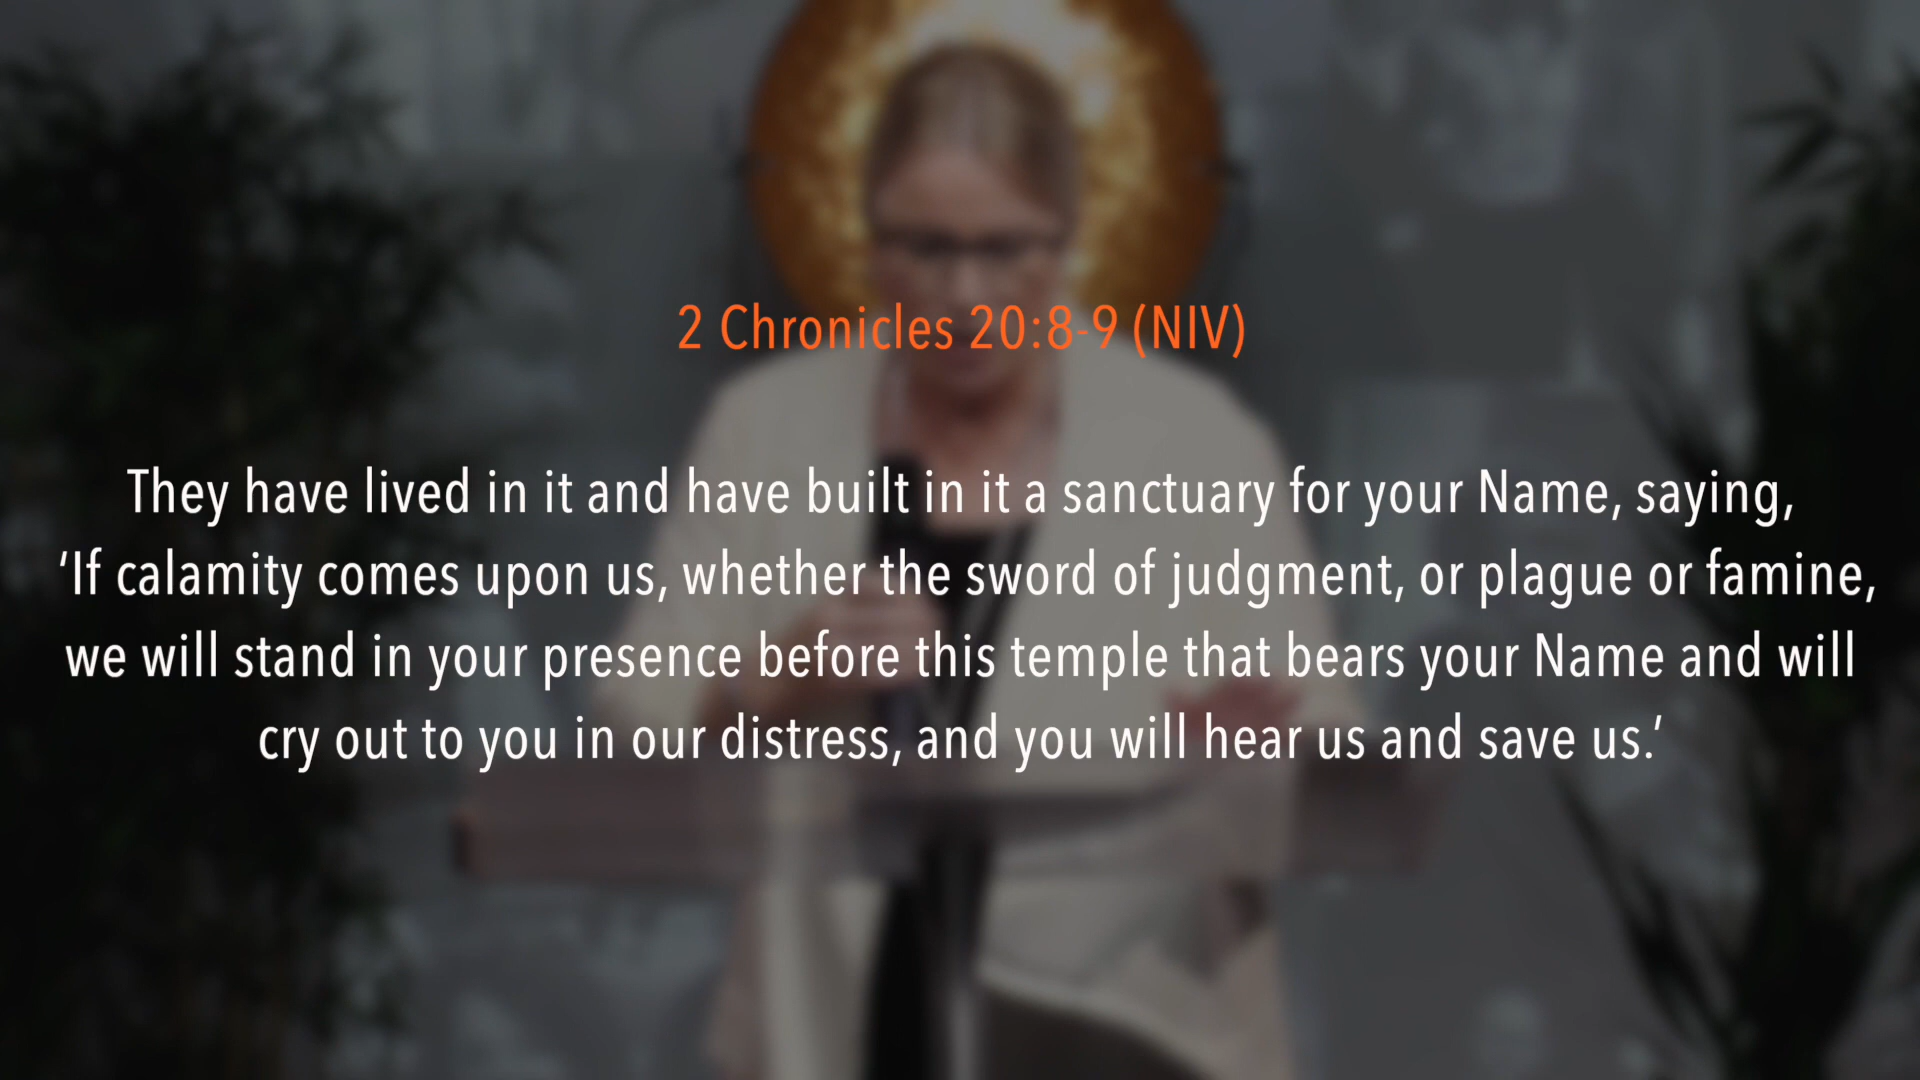 2 Chronicles 20:8-9 (NIV)
They have lived in it and have built in it a sanctuary for your Name, saying,
‘If calamity comes upon us, whether the sword of judgment, or plague or famine,
we will stand in your presence before this temple that bears your Name and will
cry out to you in our distress, and you will hear us and save us.’